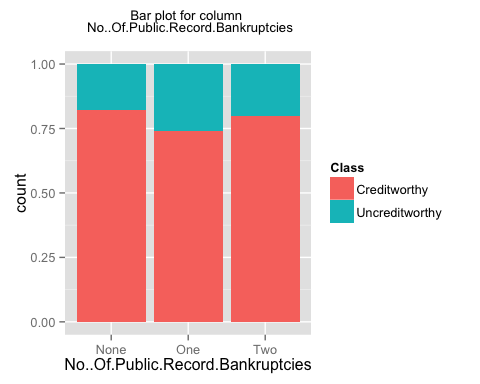 Bar plot for column
No..Of.Public.Record.Bankruptcies
1.00
0.75
0.50
0.25
0.00
count
None One Two
No..Of.Public.Record.Bankruptcies
Class
Creditworthy
Uncreditworthy